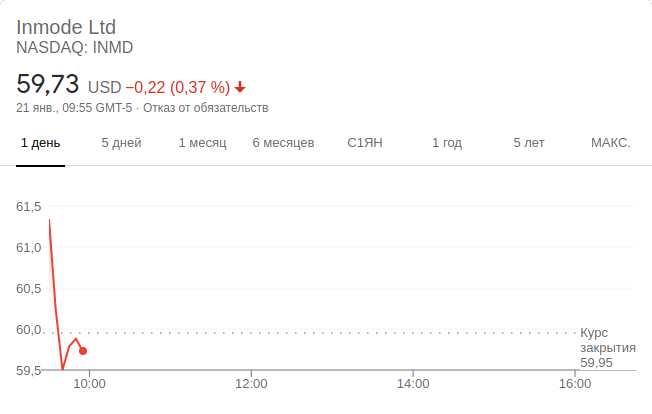 Inmode Ltd
NASDAQ: INMD
59,73 USD −0,22 (0,37 %)
21 янв., 09:55 GMT-5 · Отказ от обязательств
1 день 5 дней 1 месяц 6 месяцев С1ЯН 1 год 5 лет МАКС.
61,5
61,0
60,5
60,0
Курс
закрытия
59,95
59,5
10:00 12:00 14:00 16:00